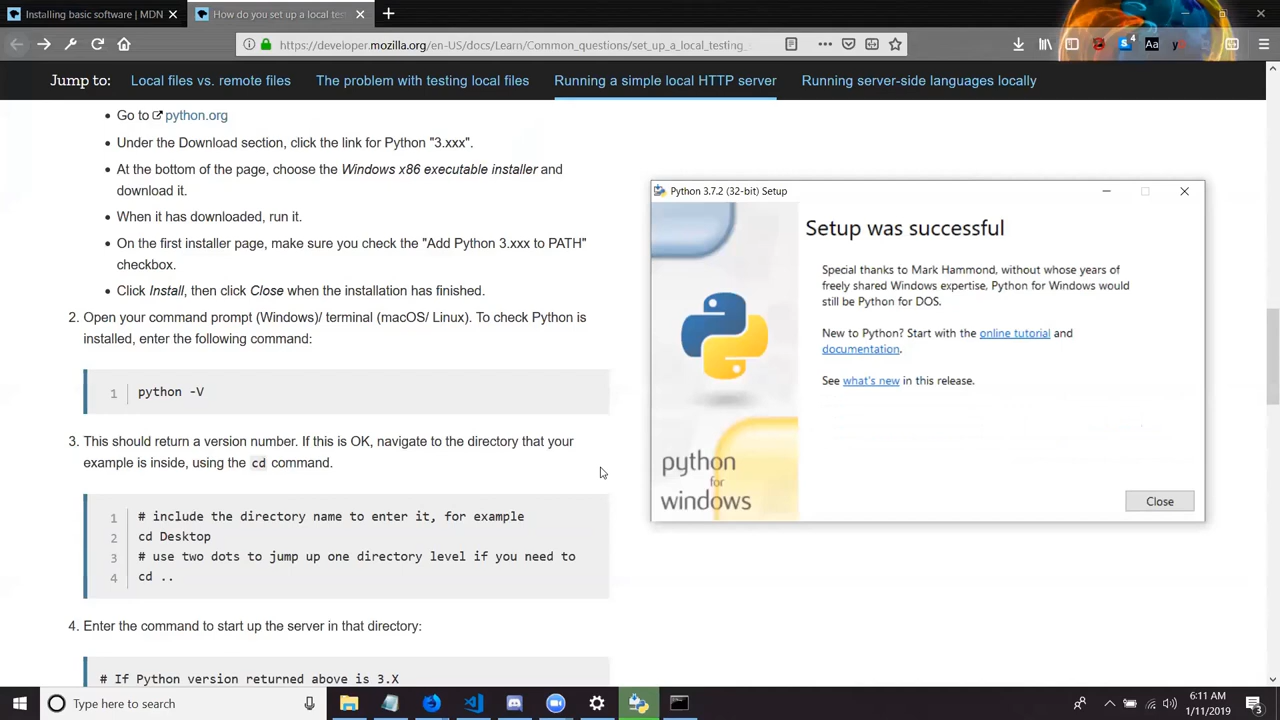 Installing basic software | MDN
How do you set up a local tes
https://developer.mozilla.org/en-US/docs/Learn/Common_questions/set_up_a_local_testing_
Jump to: Local files vs. remote files The problem with testing local files Running a simple local HTTP server Running server-side languages locally
Go to python.org
Under the Download section, click the link for Python "3.xxx".
At the bottom of the page, choose the Windows x86 executable installer and
download it.
When it has downloaded, run it.
On the first installer page, make sure you check the "Add Python 3.xxx to PATH"
checkbox.
Click Install, then click Close when the installation has finished.
2. Open your command prompt (Windows)/ terminal (macOS/ Linux). To check Python is
installed, enter the following command:
1 python -V
3. This should return a version number. If this is OK, navigate to the directory that your
example is inside, using the cd command.
1 # include the directory name to enter it, for example
2 cd Desktop
3 # use two dots to jump up one directory level if you need to
4 cd ..
4. Enter the command to start up the server in that directory:
# If Python version returned above is 3.X
Python 3.7.2 (32-bit) Setup
Setup was successful
Special thanks to Mark Hammond, without whose years of
freely shared Windows expertise, Python for Windows would
still be Python for DOS.
New to Python? Start with the online tutorial and
documentation.
See what's new in this release.
python
for
windows
Close
Type here to search
6:11 AM
1/11/2019
3